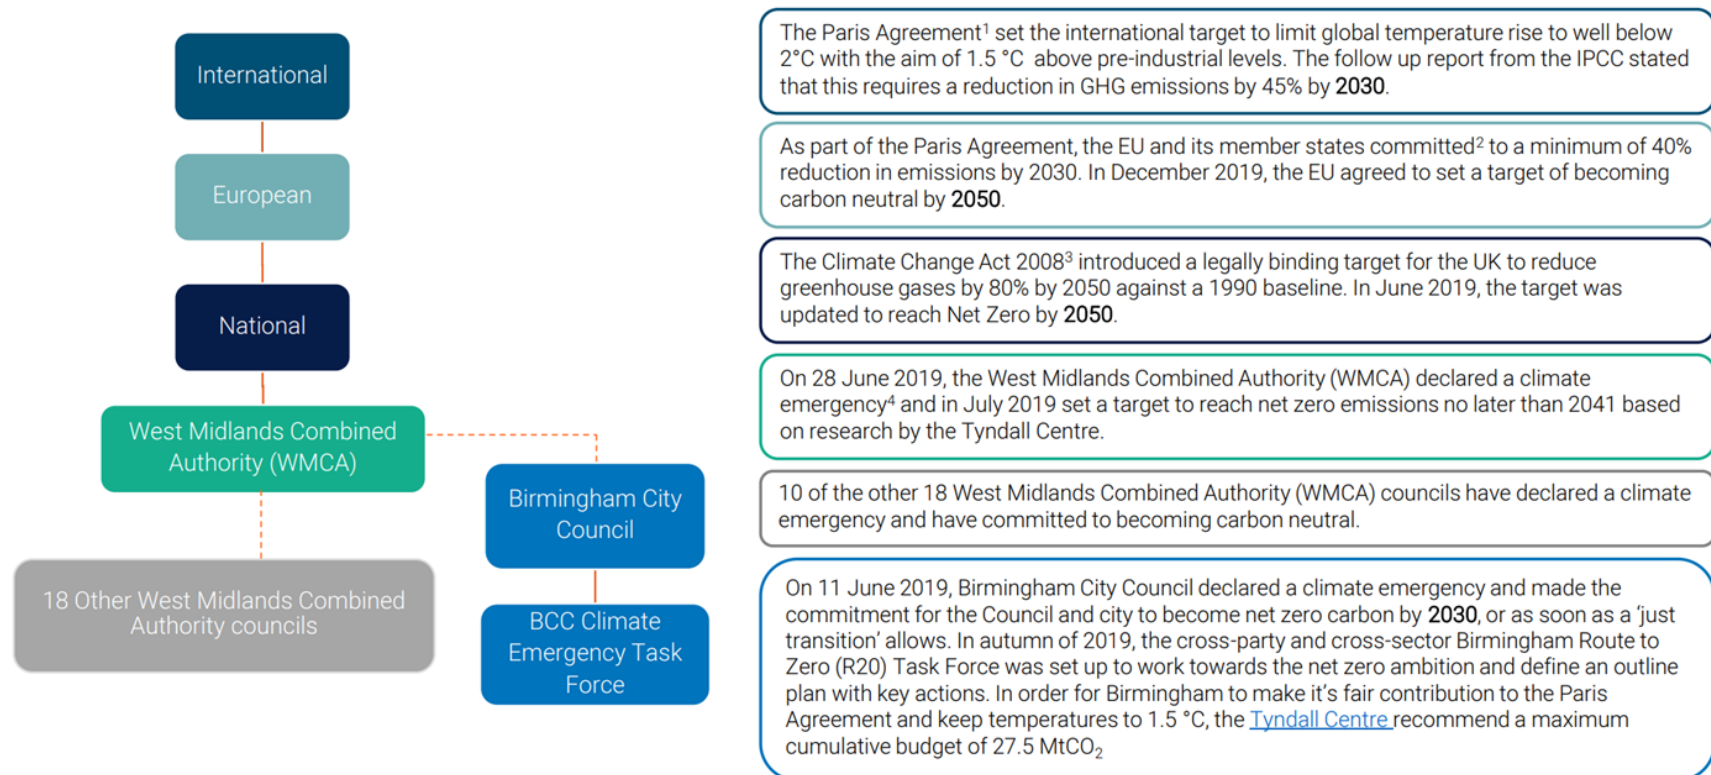 International
European
National
West Midlands Combined
Authority (WMCA)
Birmingham City
Council
18 Other West Midlands Combined
Authority councils
BCC Climate
Emergency Task
Force
The Paris Agreement¹ set the international target to limit global temperature rise to well below
2°C with the aim of 1.5 °C above pre-industrial levels. The follow up report from the IPCC stated
that this requires a reduction in GHG emissions by 45% by 2030.
As part of the Paris Agreement, the EU and its member states committed² to a minimum of 40%
reduction in emissions by 2030. In December 2019, the EU agreed to set a target of becoming
carbon neutral by 2050.
The Climate Change Act 2008³ introduced a legally binding target for the UK to reduce
greenhouse gases by 80% by 2050 against a 1990 baseline. In June 2019, the target was
updated to reach Net Zero by 2050.
On 28 June 2019, the West Midlands Combined Authority (WMCA) declared a climate
emergency⁴ and in July 2019 set a target to reach net zero emissions no later than 2041 based
on research by the Tyndall Centre.
10 of the other 18 West Midlands Combined Authority (WMCA) councils have declared a climate
emergency and have committed to becoming carbon neutral.
On 11 June 2019, Birmingham City Council declared a climate emergency and made the
commitment for the Council and city to become net zero carbon by 2030, or as soon as a ‘just
transition’ allows. In autumn of 2019, the cross-party and cross-sector Birmingham Route to
Zero (R20) Task Force was set up to work towards the net zero ambition and define an outline
plan with key actions. In order for Birmingham to make it’s fair contribution to the Paris
Agreement and keep temperatures to 1.5 °C, the Tyndall Centre recommend a maximum
cumulative budget of 27.5 MtCO₂